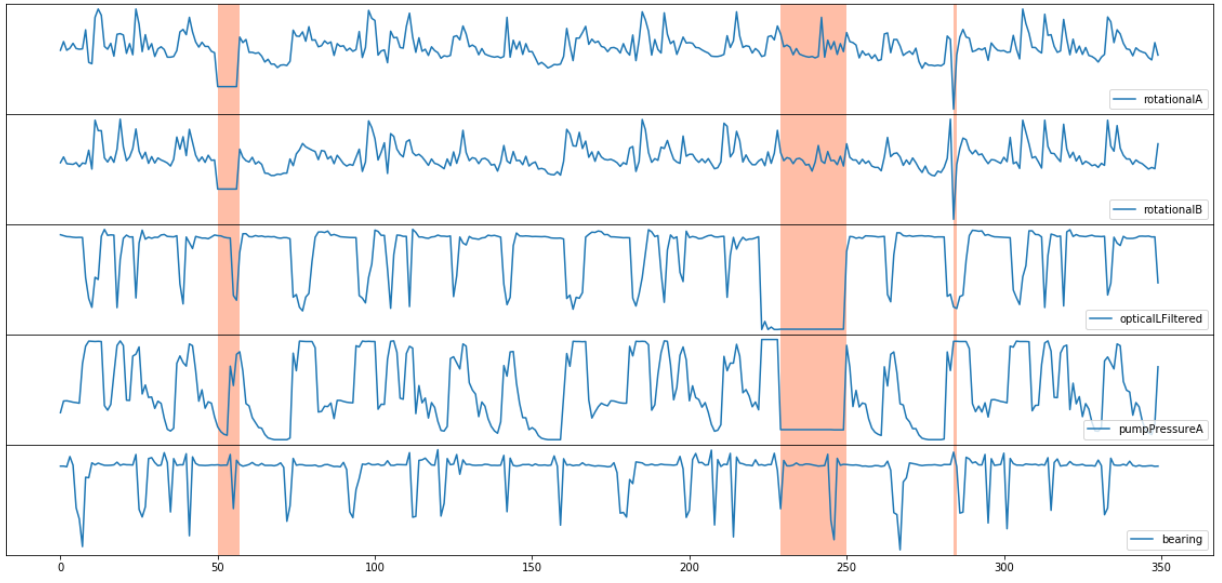 rotationalA
rotationalB
opticalLFiltered
pumpPressureA
bearing
0 50 100 150 200 250 300 350